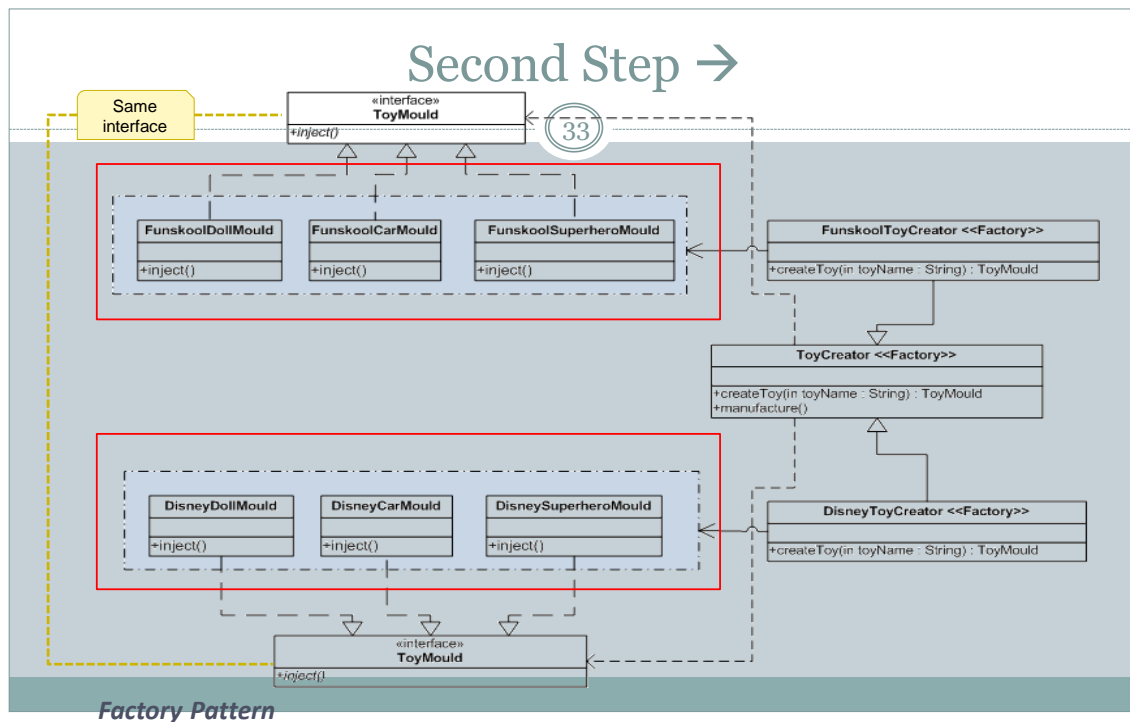 Second Step →
33
Same
interface
«interface»
ToyMould
+inject()
FunskoolDollMould
+inject()
FunskoolCarMould
+inject()
FunskoolSuperheroMould
+inject()
FunskoolToyCreator <<Factory>>
+createToy(in toyName : String) : ToyMould
ToyCreator <<Factory>>
+createToy(in toyName : String) : ToyMould
+manufacture()
DisneyDollMould
+inject()
DisneyCarMould
+inject()
DisneySuperheroMould
+inject()
DisneyToyCreator <<Factory>>
+createToy(in toyName : String) : ToyMould
«interface»
ToyMould
+inject()
Factory Pattern